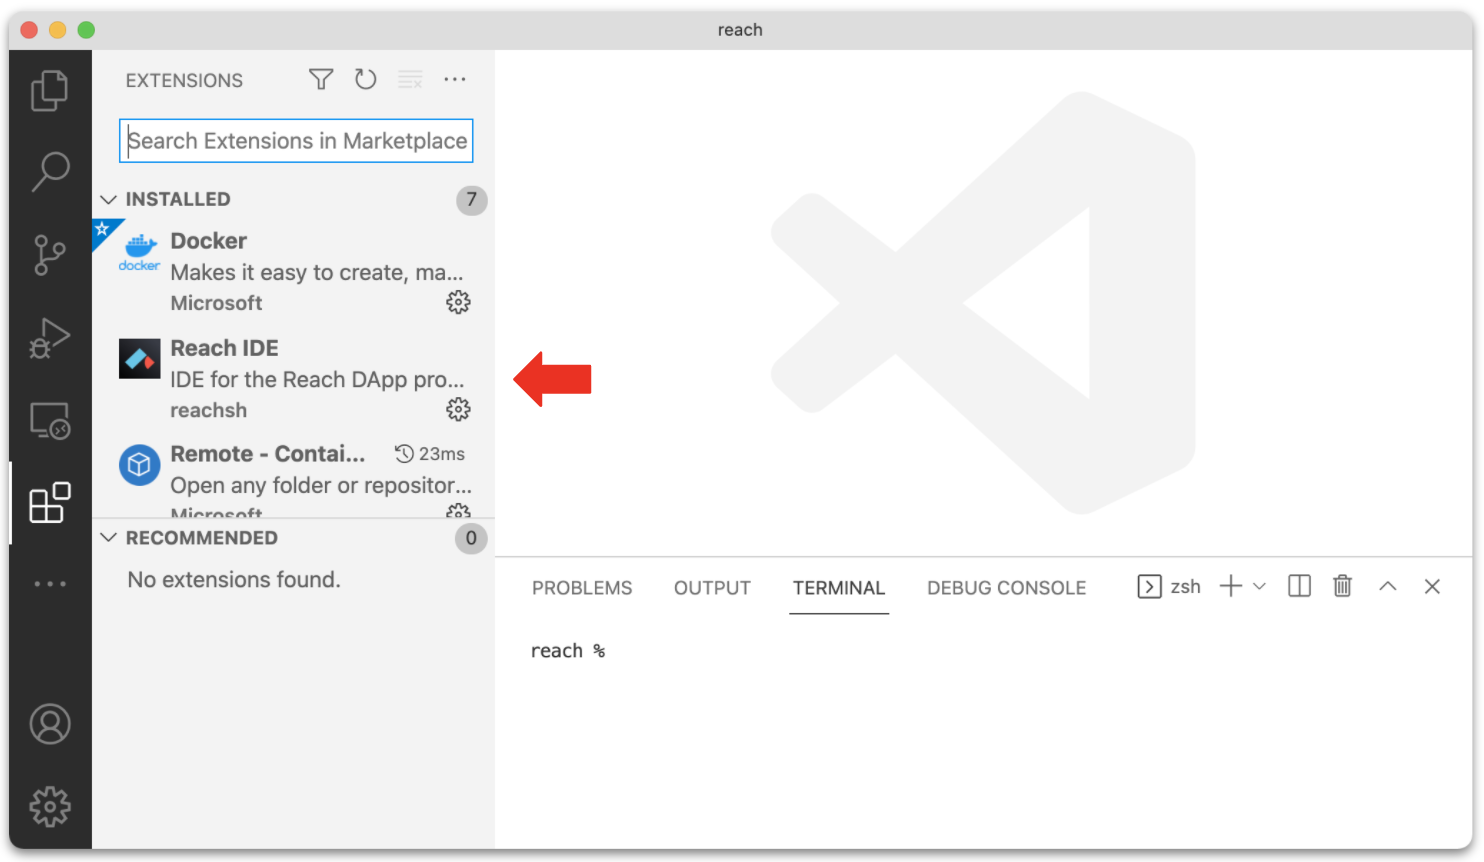 reach
EXTENSIONS
Search Extensions in Marketplace
INSTALLED 7
docker
Docker
Makes it easy to create, ma...
Microsoft
Reach IDE
IDE for the Reach DApp pro...
reachsh
Remote - Contai... 23ms
Open any folder or repositor...
Microsoft
RECOMMENDED 0
No extensions found.
PROBLEMS OUTPUT TERMINAL DEBUG CONSOLE zsh
reach %